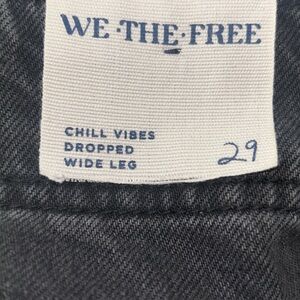 WE·THE·FREE
CHILL VIBES
DROPPED
WIDE LEG 29